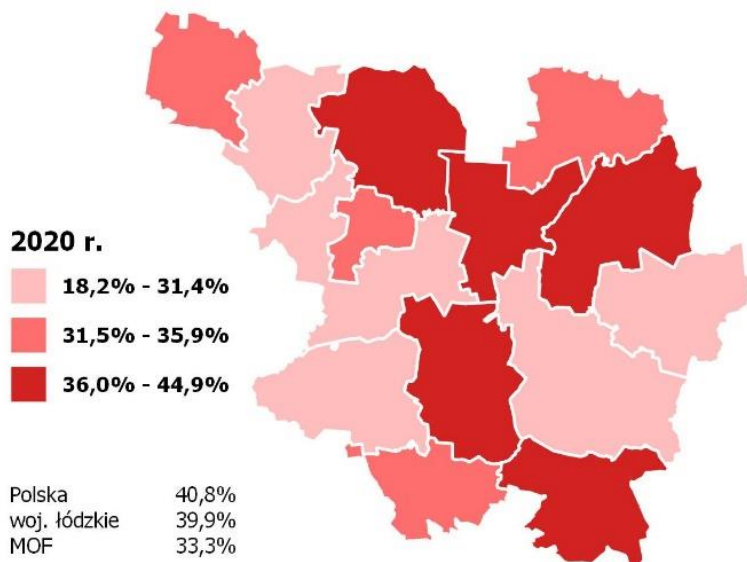 2020 r.
18,2% - 31,4%
31,5% - 35,9%
36,0% - 44,9%
Polska 40,8%
woj. łódzkie 39,9%
MOF 33,3%